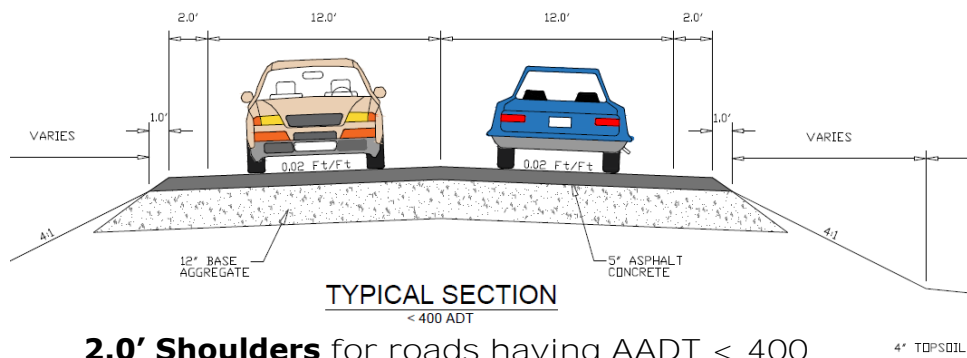 2.0' 12.0' 12.0' 2.0'
1.0' 1.0'
VARIES VARIES
0.02 Ft/Ft 0.02 Ft/Ft
4:1 4:1
12" BASE
AGGREGATE
5" ASPHALT
CONCRETE
TYPICAL SECTION
< 400 ADT
2.0' Shoulders for roads having AADT < 400
4" TOPSOIL